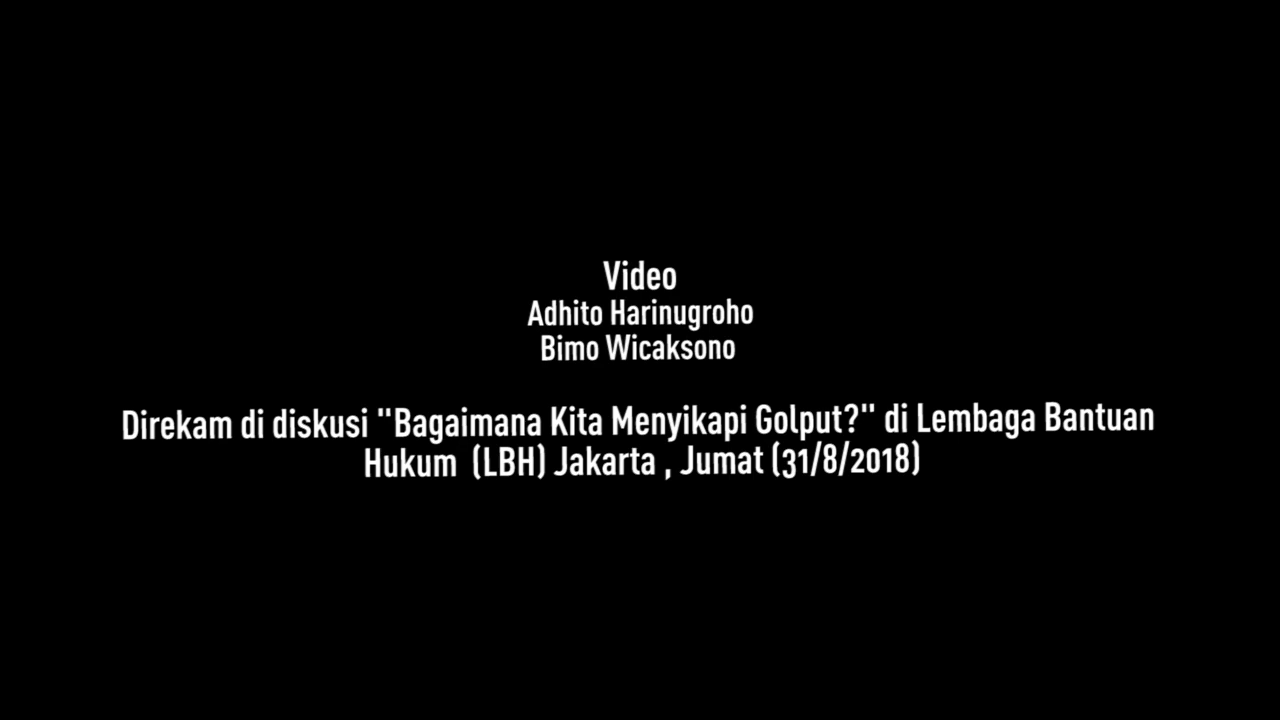 Video
Adhito Harinugroho
Bimo Wicaksono
Direkam di diskusi "Bagaimana Kita Menyikapi Golput?" di Lembaga Bantuan
Hukum (LBH) Jakarta , Jumat (31/8/2018)